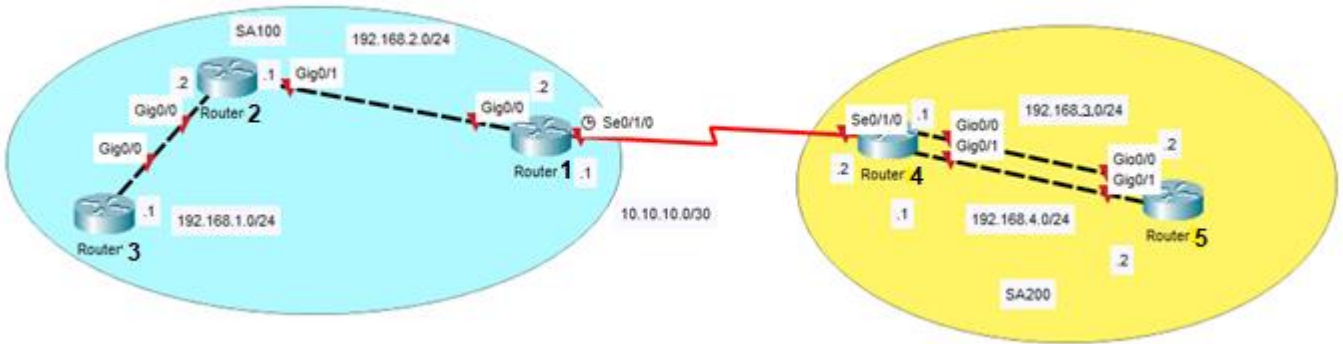 SA100
192.168.2.0/24
.2
.1
Gig0/1
Router 2
Gig0/0
Gig0/0
.1
192.168.1.0/24
Router 3
.2
Gig0/0
Se0/1/0
Router 1
.1
10.10.10.0/30
Se0/1/0
.1
192.168.3.0/24
Gio0/0
Gig0/1
.2
Router 4
Gio0/0
.2
Gig0/1
.1
192.168.4.0/24
Router 5
.2
SA200